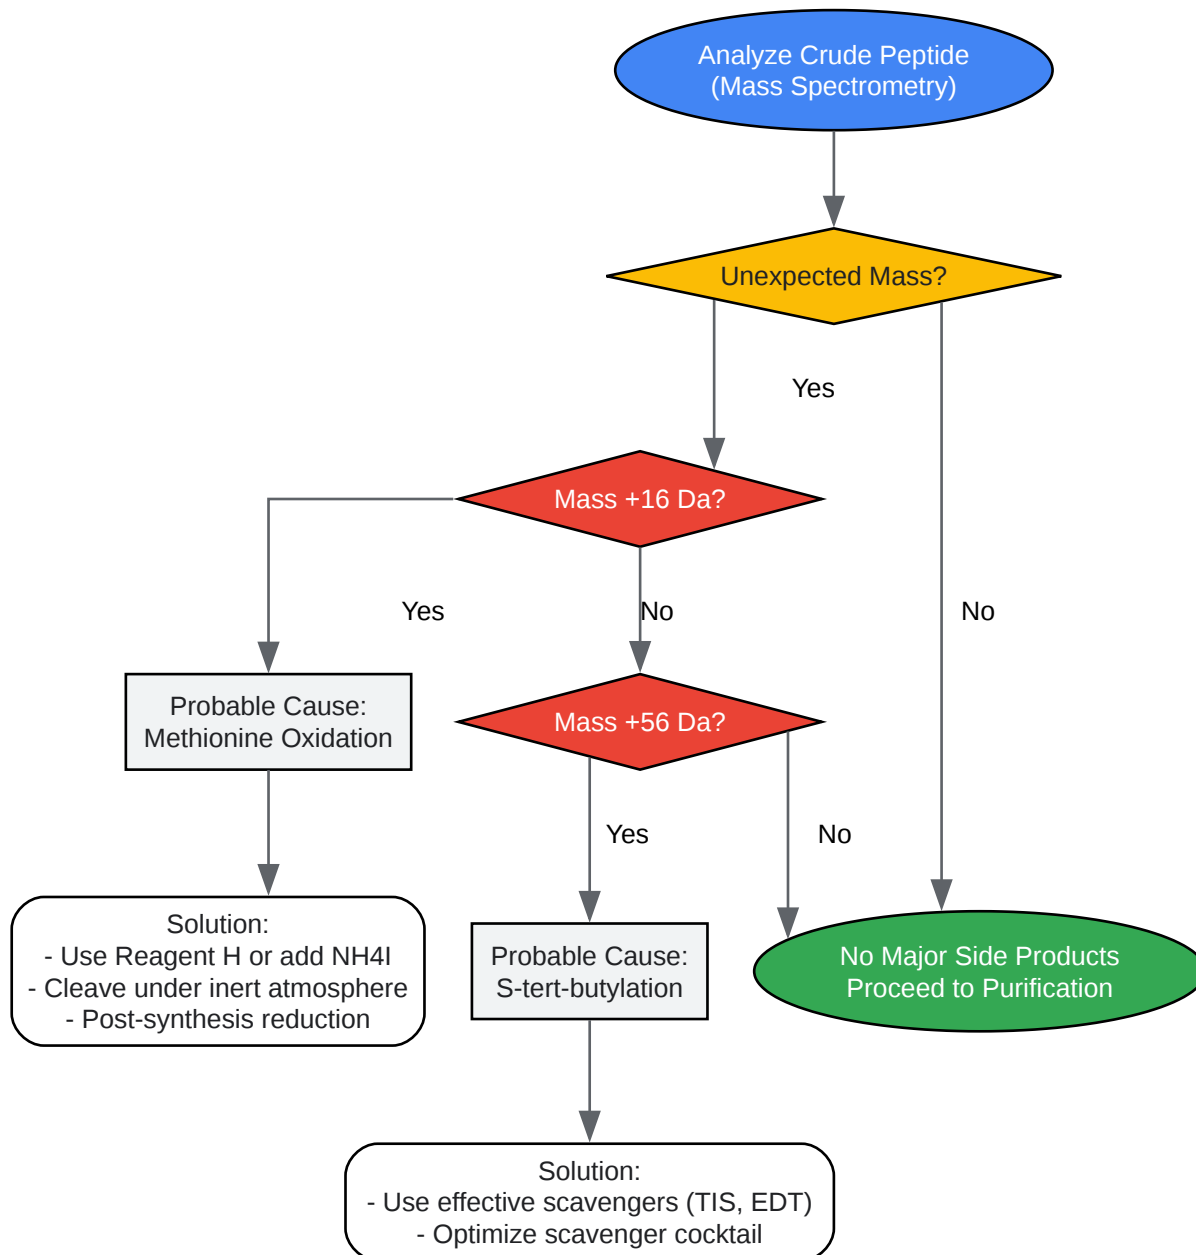 Analyze Crude Peptide
(Mass Spectrometry)
Unexpected Mass?
Yes
Mass +16 Da?
Yes
No
No
Probable Cause:
Methionine Oxidation
Mass +56 Da?
Yes
No
Solution:
- Use Reagent H or add NH4I
- Cleave under inert atmosphere
- Post-synthesis reduction
Probable Cause:
S-tert-butylation
No Major Side Products
Proceed to Purification
Solution:
- Use effective scavengers (TIS, EDT)
- Optimize scavenger cocktail